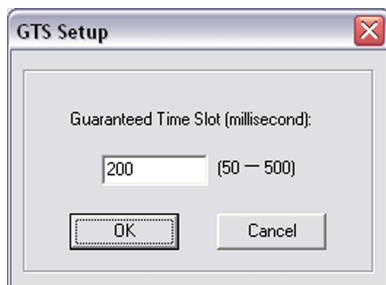 GTS Setup
Guaranteed Time Slot (millisecond):
200 (50 — 500)
OK Cancel